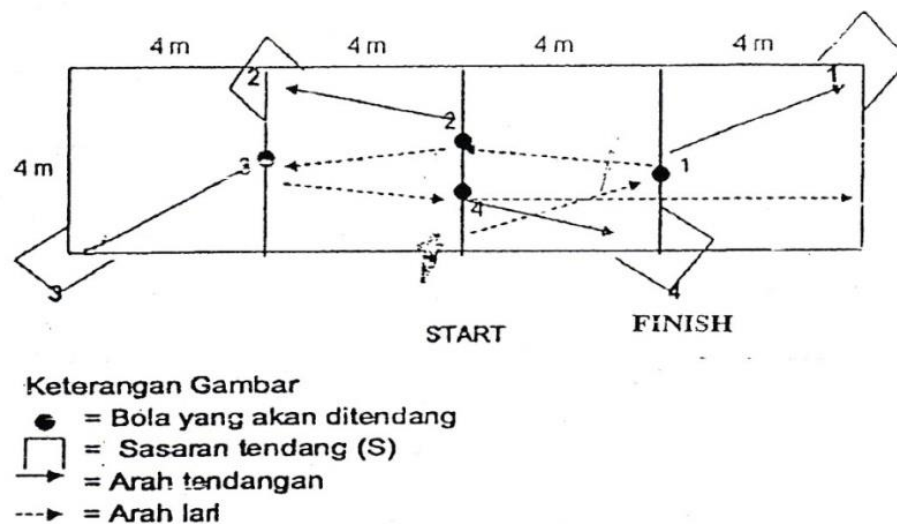 4 m 4 m 4 m 4 m
2 1
2
4 m 3 1
4
3 4
START FINISH
Keterangan Gambar
= Bola yang akan ditendang
= Sasaran tendang (S)
= Arah tendangan
= Arah lari